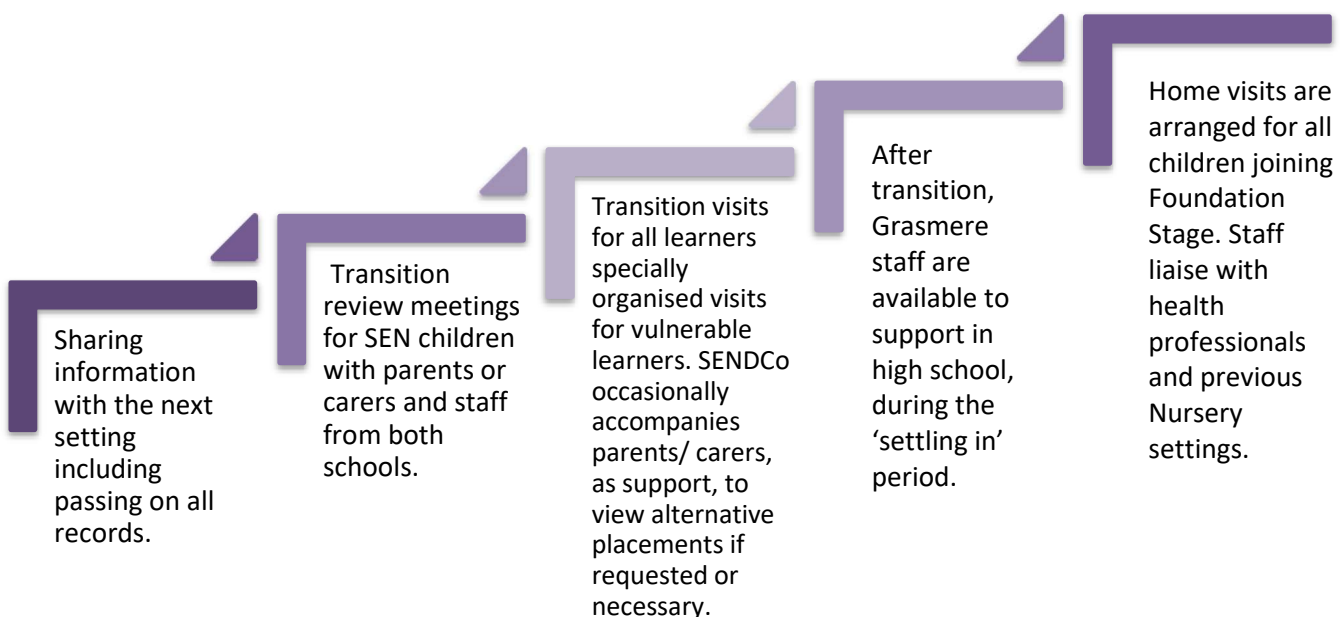 Sharing
information
with the next
setting
including
passing on all
records.
Transition
review meetings
for SEN children
with parents or
carers and staff
from both
schools.
Transition visits
for all learners
specially
organised visits
for vulnerable
learners. SENDCo
occasionally
accompanies
parents/ carers,
as support, to
view alternative
placements if
requested or
necessary.
After
transition,
Grasmere
staff are
available to
support in
high school,
during the
‘settling in’
period.
Home visits are
arranged for all
children joining
Foundation
Stage. Staff
liaise with
health
professionals
and previous
Nursery
settings.